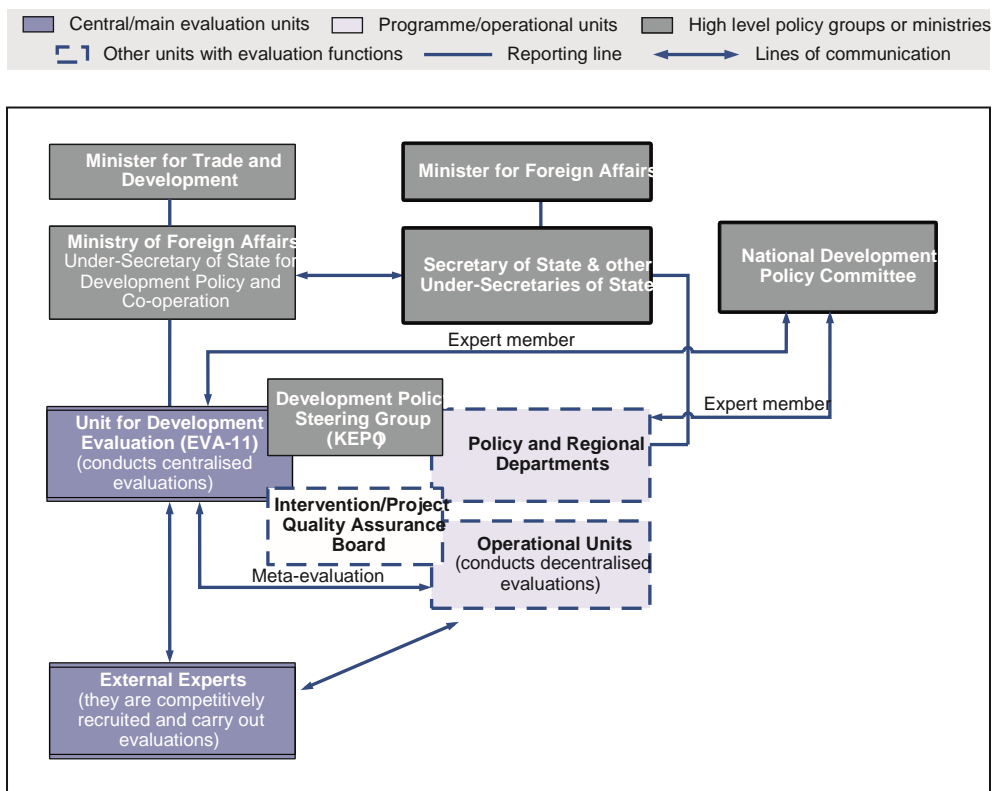 Central/main evaluation units
Programme/operational units
High level policy groups or ministries
Other units with evaluation functions
Reporting line
Lines of communication
Minister for Trade and
Development
Minister for Foreign Affairs
Ministry of Foreign Affairs
Under-Secretary of State for
Development Policy and
Co-operation
Secretary of State & other
Under-Secretaries of State
National Development
Policy Committee
Expert member
Expert member
Unit for Development
Evaluation (EVA-11)
(conducts centralised
evaluations)
Development Policy
Steering Group
(KEPO)
Policy and Regional
Departments
Intervention/Project
Quality Assurance
Board
Operational Units
(conducts decentralised
evaluations)
Meta-evaluation
External Experts
(they are competitively
recruited and carry out
evaluations)